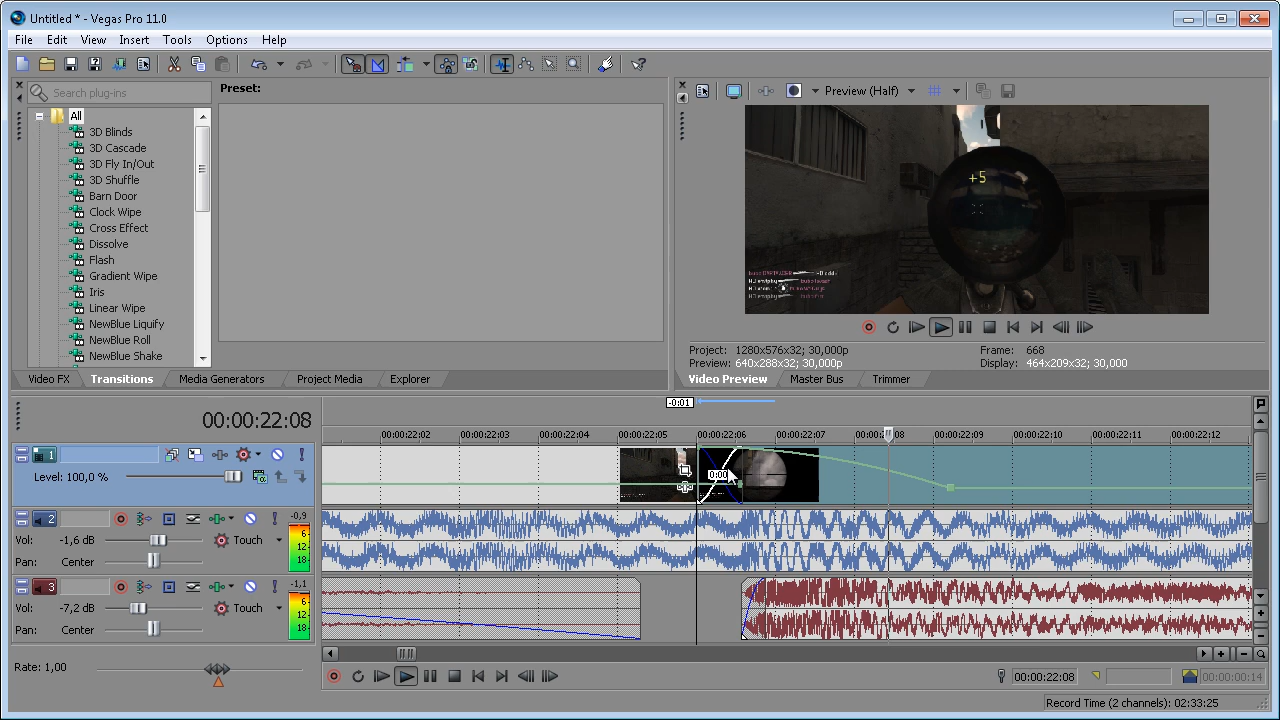 Untitled * - Vegas Pro 11.0
File Edit View Insert Tools Options Help
Search plug-ins
Preset:
All
3D Blinds
3D Cascade
3D Fly In/Out
3D Shuffle
Barn Door
Clock Wipe
Cross Effect
Dissolve
Flash
Gradient Wipe
Iris
Linear Wipe
NewBlue Liquify
NewBlue Roll
NewBlue Shake
Video FX Transitions Media Generators Project Media Explorer
Preview (Half)
+5
Project: 1280x576x32; 30,000p Frame: 668
Preview: 640x288x32; 30,000p Display: 464x209x32; 30,000
Video Preview Master Bus Trimmer
00:00:22:08
-0:01
00:00:22:02 00:00:22:03 00:00:22:04 00:00:22:05 00:00:22:06 00:00:22:07 00:00:22:08 00:00:22:09 00:00:22:10 00:00:22:11 00:00:22:12
1
Level: 100,0 %
0:00
2 -0,9
Vol: -1,6 dB Touch
Pan: Center
6
12
18
3 -1,1
Vol: -7,2 dB Touch
Pan: Center
6
12
18
Rate: 1,00
00:00:22:08 00:00:00:14
Record Time (2 channels): 02:33:25